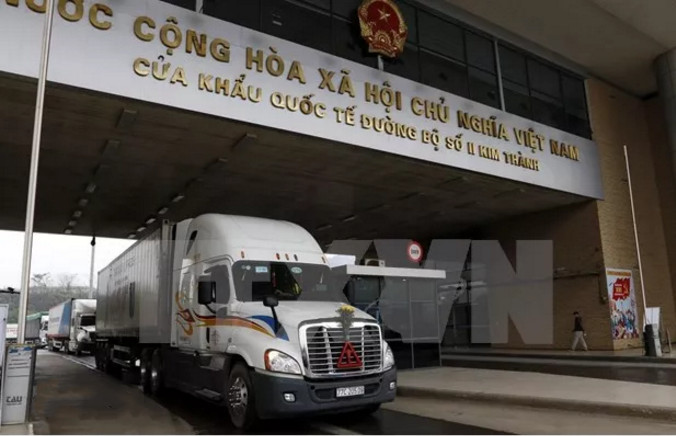 ƯỚC CỘNG HÒA XÃ HỘI CHỦ NGHĨA VIỆT NAM
CỬA KHẨU QUỐC TẾ ĐƯỜNG BỘ SỐ II KIM THÀNH